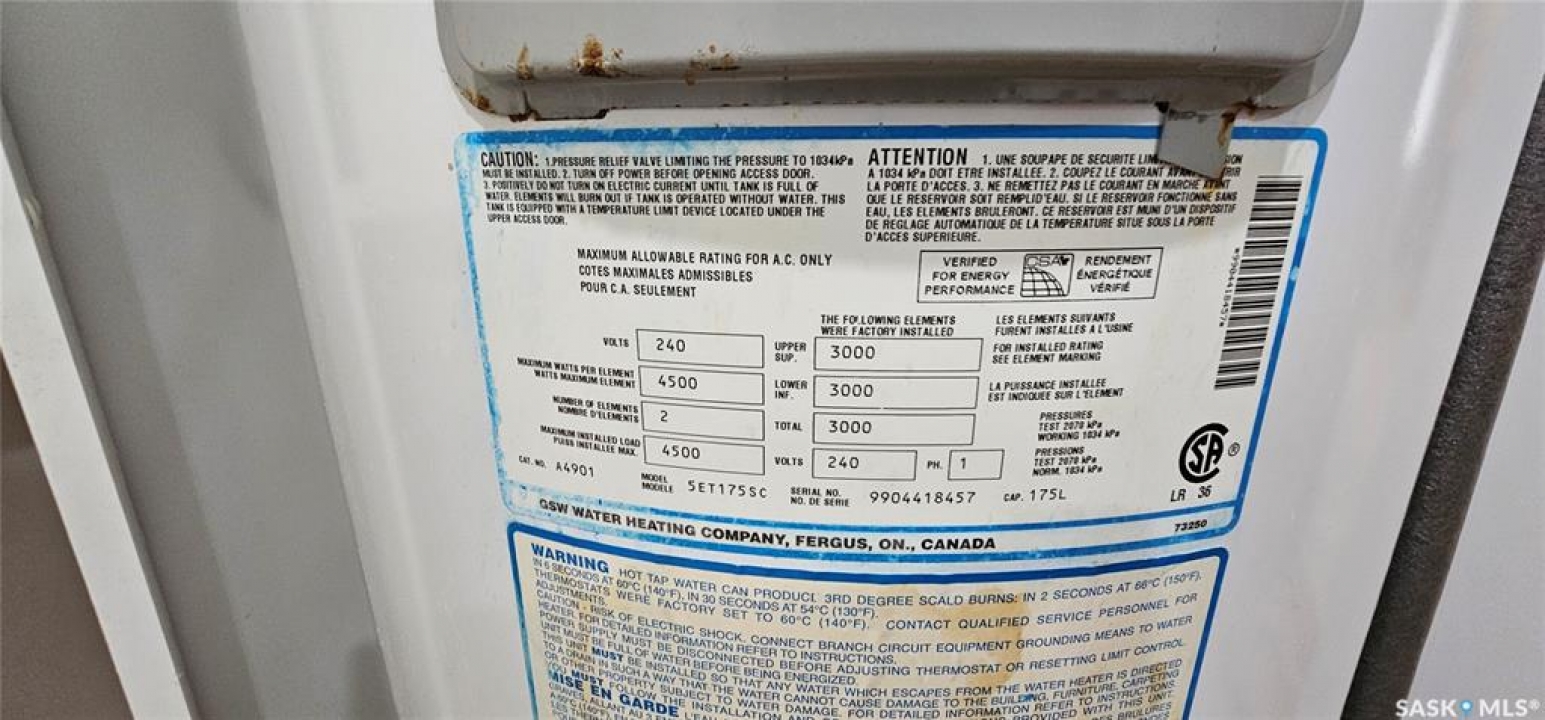 CAUTION: 1.PRESSURE RELIEF VALVE LIMITING THE PRESSURE TO 1034kPa
MUST BE INSTALLED. 2. TURN OFF POWER BEFORE OPENING ACCESS DOOR.
3. POSITIVELY DO NOT TURN ON ELECTRIC CURRENT UNTIL TANK IS FULL OF
WATER. ELEMENTS WILL BURN OUT IF TANK IS OPERATED WITHOUT WATER. THIS
TANK IS EQUIPPED WITH A TEMPERATURE LIMIT DEVICE LOCATED UNDER THE
UPPER ACCESS DOOR.
ATTENTION 1. UNE SOUPAPE DE SECURITE
A 1034 kPa DOIT ETRE INSTALLEE. 2. COUPEZ LE COURANT
LA PORTE D'ACCES. 3. NE REMETTEZ PAS LE COURANT EN MARCHE AVANT
QUE LE RESERVOIR SOIT REMPLI D'EAU. SI LE RESERVOIR FONCTIONNE SANS
EAU, LES ELEMENTS BRULERONT. CE RESERVOIR EST MUNI D'UN DISPOSITIF
DE REGLAGE AUTOMATIQUE DE LA TEMPERATURE SITUE SOUS LA PORTE
D'ACCES SUPERIEURE.
MAXIMUM ALLOWABLE RATING FOR A.C. ONLY
COTES MAXIMALES ADMISSIBLES
POUR C.A. SEULEMENT
VERIFIED
FOR ENERGY
PERFORMANCE
CSA
RENDEMENT
ÉNERGÉTIQUE
VÉRIFIÉ
*9904418457*
THE FOLLOWING ELEMENTS
WERE FACTORY INSTALLED
LES ELEMENTS SUIVANTS
FURENT INSTALLES A L'USINE
VOLTS 240
UPPER
SUP. 3000
FOR INSTALLED RATING
SEE ELEMENT MARKING
MAXIMUM WATTS PER ELEMENT
WATTS MAXIMUM ELEMENT 4500
LOWER
INF. 3000
LA PUISSANCE INSTALLEE
EST INDIQUEE SUR L'ELEMENT
NUMBER OF ELEMENTS
NOMBRE D'ELEMENTS 2
TOTAL 3000
PRESSURES
TEST 2070 kPa
WORKING 1034 kPa
MAXIMUM INSTALLED LOAD
PUISS INSTALLEE MAX. 4500
VOLTS 240 PH. 1
PRESSIONS
TEST 2070 kPa
NORM. 1034 kPa
CAT. NO. A4901
MODEL
MODELE 5ET175SC
SERIAL NO.
NO. DE SERIE 9904418457
CAP. 175L
SA ®
LR 36
GSW WATER HEATING COMPANY, FERGUS, ON., CANADA
73250
WARNING HOT TAP WATER CAN PRODUCE 3RD DEGREE SCALD BURNS: IN 2 SECONDS AT 66°C (150°F),
IN 6 SECONDS AT 60°C (140°F), IN 30 SECONDS AT 54°C (130°F).
THERMOSTATS WERE FACTORY SET TO 60°C (140°F). CONTACT QUALIFIED SERVICE PERSONNEL FOR
ADJUSTMENTS.
CAUTION - RISK OF ELECTRIC SHOCK. CONNECT BRANCH CIRCUIT EQUIPMENT GROUNDING MEANS TO WATER
HEATER. FOR DETAILED INFORMATION REFER TO INSTRUCTIONS.
POWER SUPPLY MUST BE DISCONNECTED BEFORE ADJUSTING THERMOSTAT OR RESETTING LIMIT CONTROL
UNIT MUST BE FULL OF WATER BEFORE BEING ENERGIZED.
THIS UNIT MUST BE INSTALLED SO THAT ANY WATER WHICH ESCAPES FROM THE WATER HEATER IS DIRECTED
TO A DRAIN IN SUCH A WAY THAT THE WATER CANNOT CAUSE DAMAGE TO THE BUILDING, FURNITURE, CARPETING
OR OTHER PROPERTY SUBJECT TO WATER DAMAGE. FOR DETAILED INFORMATION REFER TO INSTRUCTIONS.
YOU MUST FOLLOW THE INSTALLATION AND PROVIDED WITH THIS UNIT.
MISE EN GARDE L'EAU
SASK MLS®